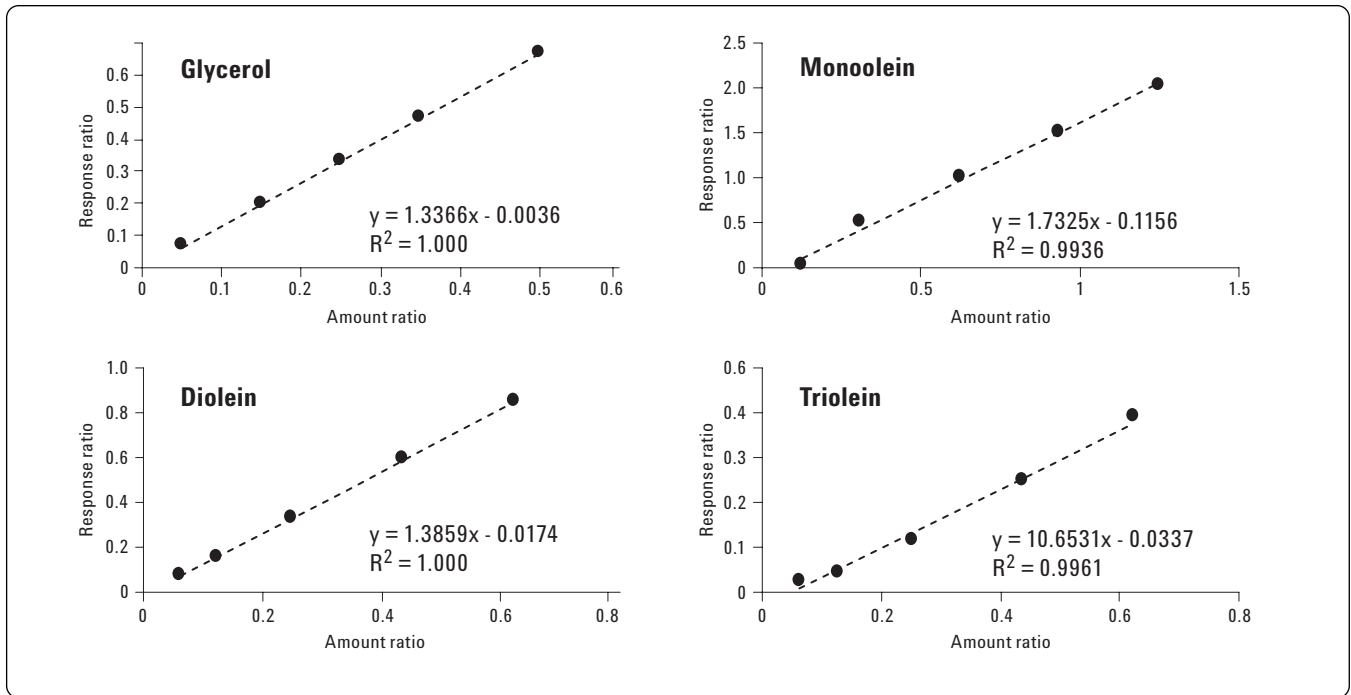 Glycerol
Response ratio
0.6
0.5
0.4
0.3
0.2
0.1
0
y = 1.3366x - 0.0036
R² = 1.000
0 0.1 0.2 0.3 0.4 0.5 0.6
Amount ratio
Monoolein
Response ratio
2.5
2.0
1.5
1.0
0.5
0
y = 1.7325x - 0.1156
R² = 0.9936
0 0.5 1 1.5
Amount ratio
Diolein
Response ratio
1.0
0.8
0.6
0.4
0.2
0
y = 1.3859x - 0.0174
R² = 1.000
0 0.2 0.4 0.6 0.8
Amount ratio
Triolein
Response ratio
0.6
0.4
0.3
0.2
0.1
0
y = 10.6531x - 0.0337
R² = 0.9961
0 0.2 0.4 0.6 0.8
Amount ratio